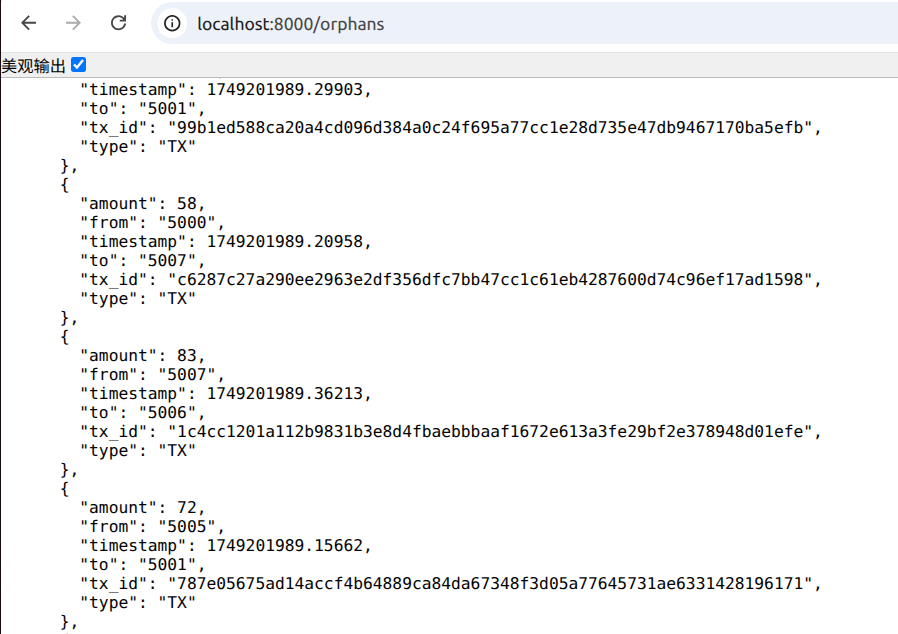 localhost:8000/orphans
美观输出
"timestamp": 1749201989.29903,
"to": "5001",
"tx_id": "99b1ed588ca20a4cd096d384a0c24f695a77cc1e28d735e47db9467170ba5efb",
"type": "TX"
},
{
"amount": 58,
"from": "5000",
"timestamp": 1749201989.20958,
"to": "5007",
"tx_id": "c6287c27a290ee2963e2df356dfc7bb47cc1c61eb4287600d74c96ef17ad1598",
"type": "TX"
},
{
"amount": 83,
"from": "5007",
"timestamp": 1749201989.36213,
"to": "5006",
"tx_id": "1c4cc1201a112b9831b3e8d4fbaebbbaaf1672e613a3fe29bf2e378948d01efe",
"type": "TX"
},
{
"amount": 72,
"from": "5005",
"timestamp": 1749201989.15662,
"to": "5001",
"tx_id": "787e05675ad14accf4b64889ca84da67348f3d05a77645731ae6331428196171",
"type": "TX"
},